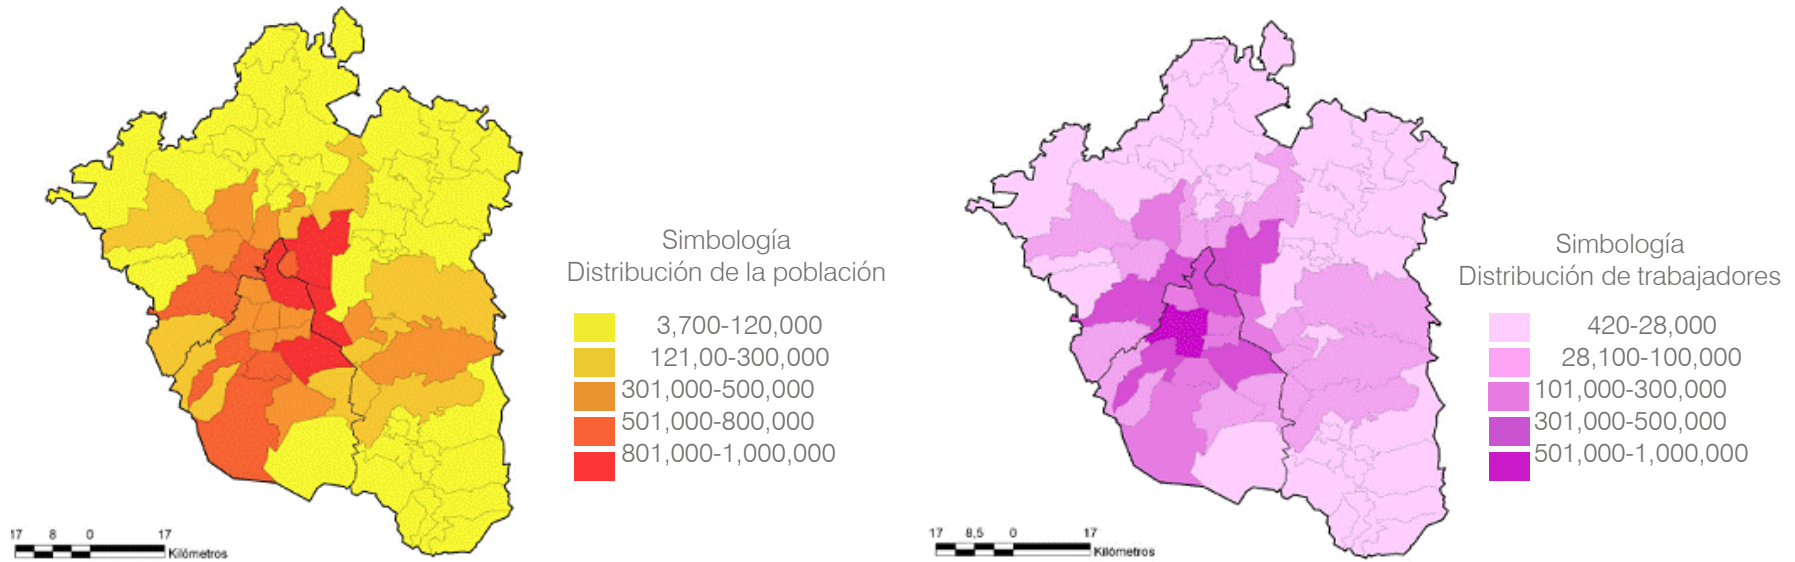 Simbología
Distribución de la población
3,700-120,000
121,00-300,000
301,000-500,000
501,000-800,000
801,000-1,000,000
17 8 0 17
Kilómetros
Simbología
Distribución de trabajadores
420-28,000
28,100-100,000
101,000-300,000
301,000-500,000
501,000-1,000,000
17 8,5 0 17
Kilómetros